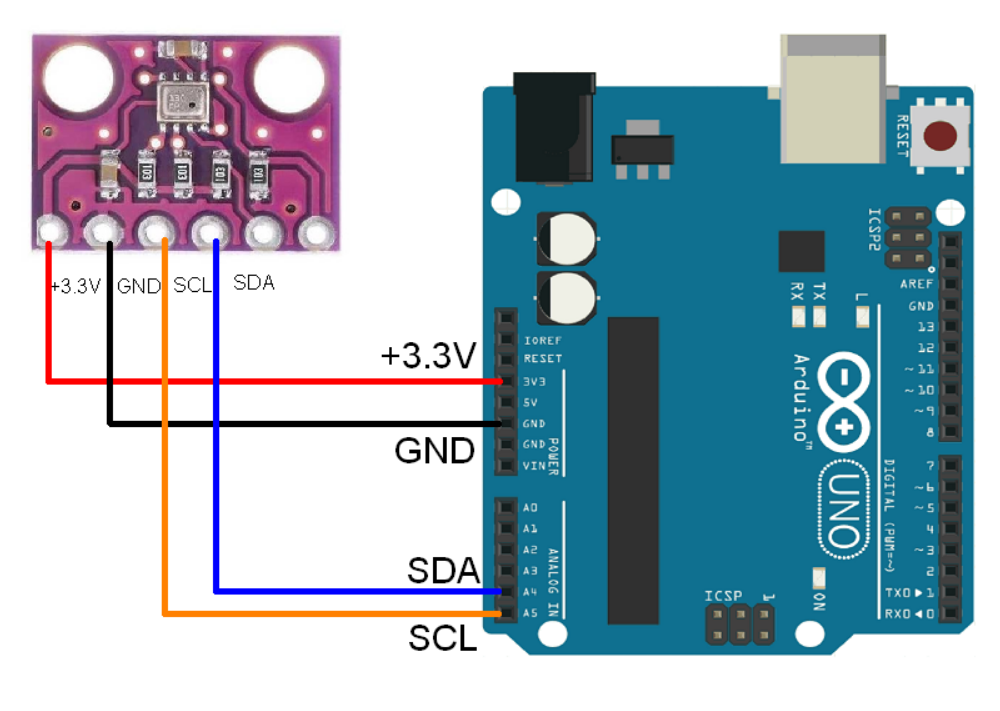 103
103
103
103
+3.3V
GND
SCL
SDA
+3.3V
GND
SDA
SCL
IOREF
RESET
3V3
5V
GND
GND
VIN
POWER
A0
A1
A2
A3
A4
A5
ANALOG IN
RESET
ICSP2
AREF
GND
13
12
~11
~10
~9
8
7
~6
~5
4
~3
2
TX0▶1
RX0◀0
DIGITAL (PWM=~)
RX
TX
L
Arduino™
UNO
ON
ICSP
1